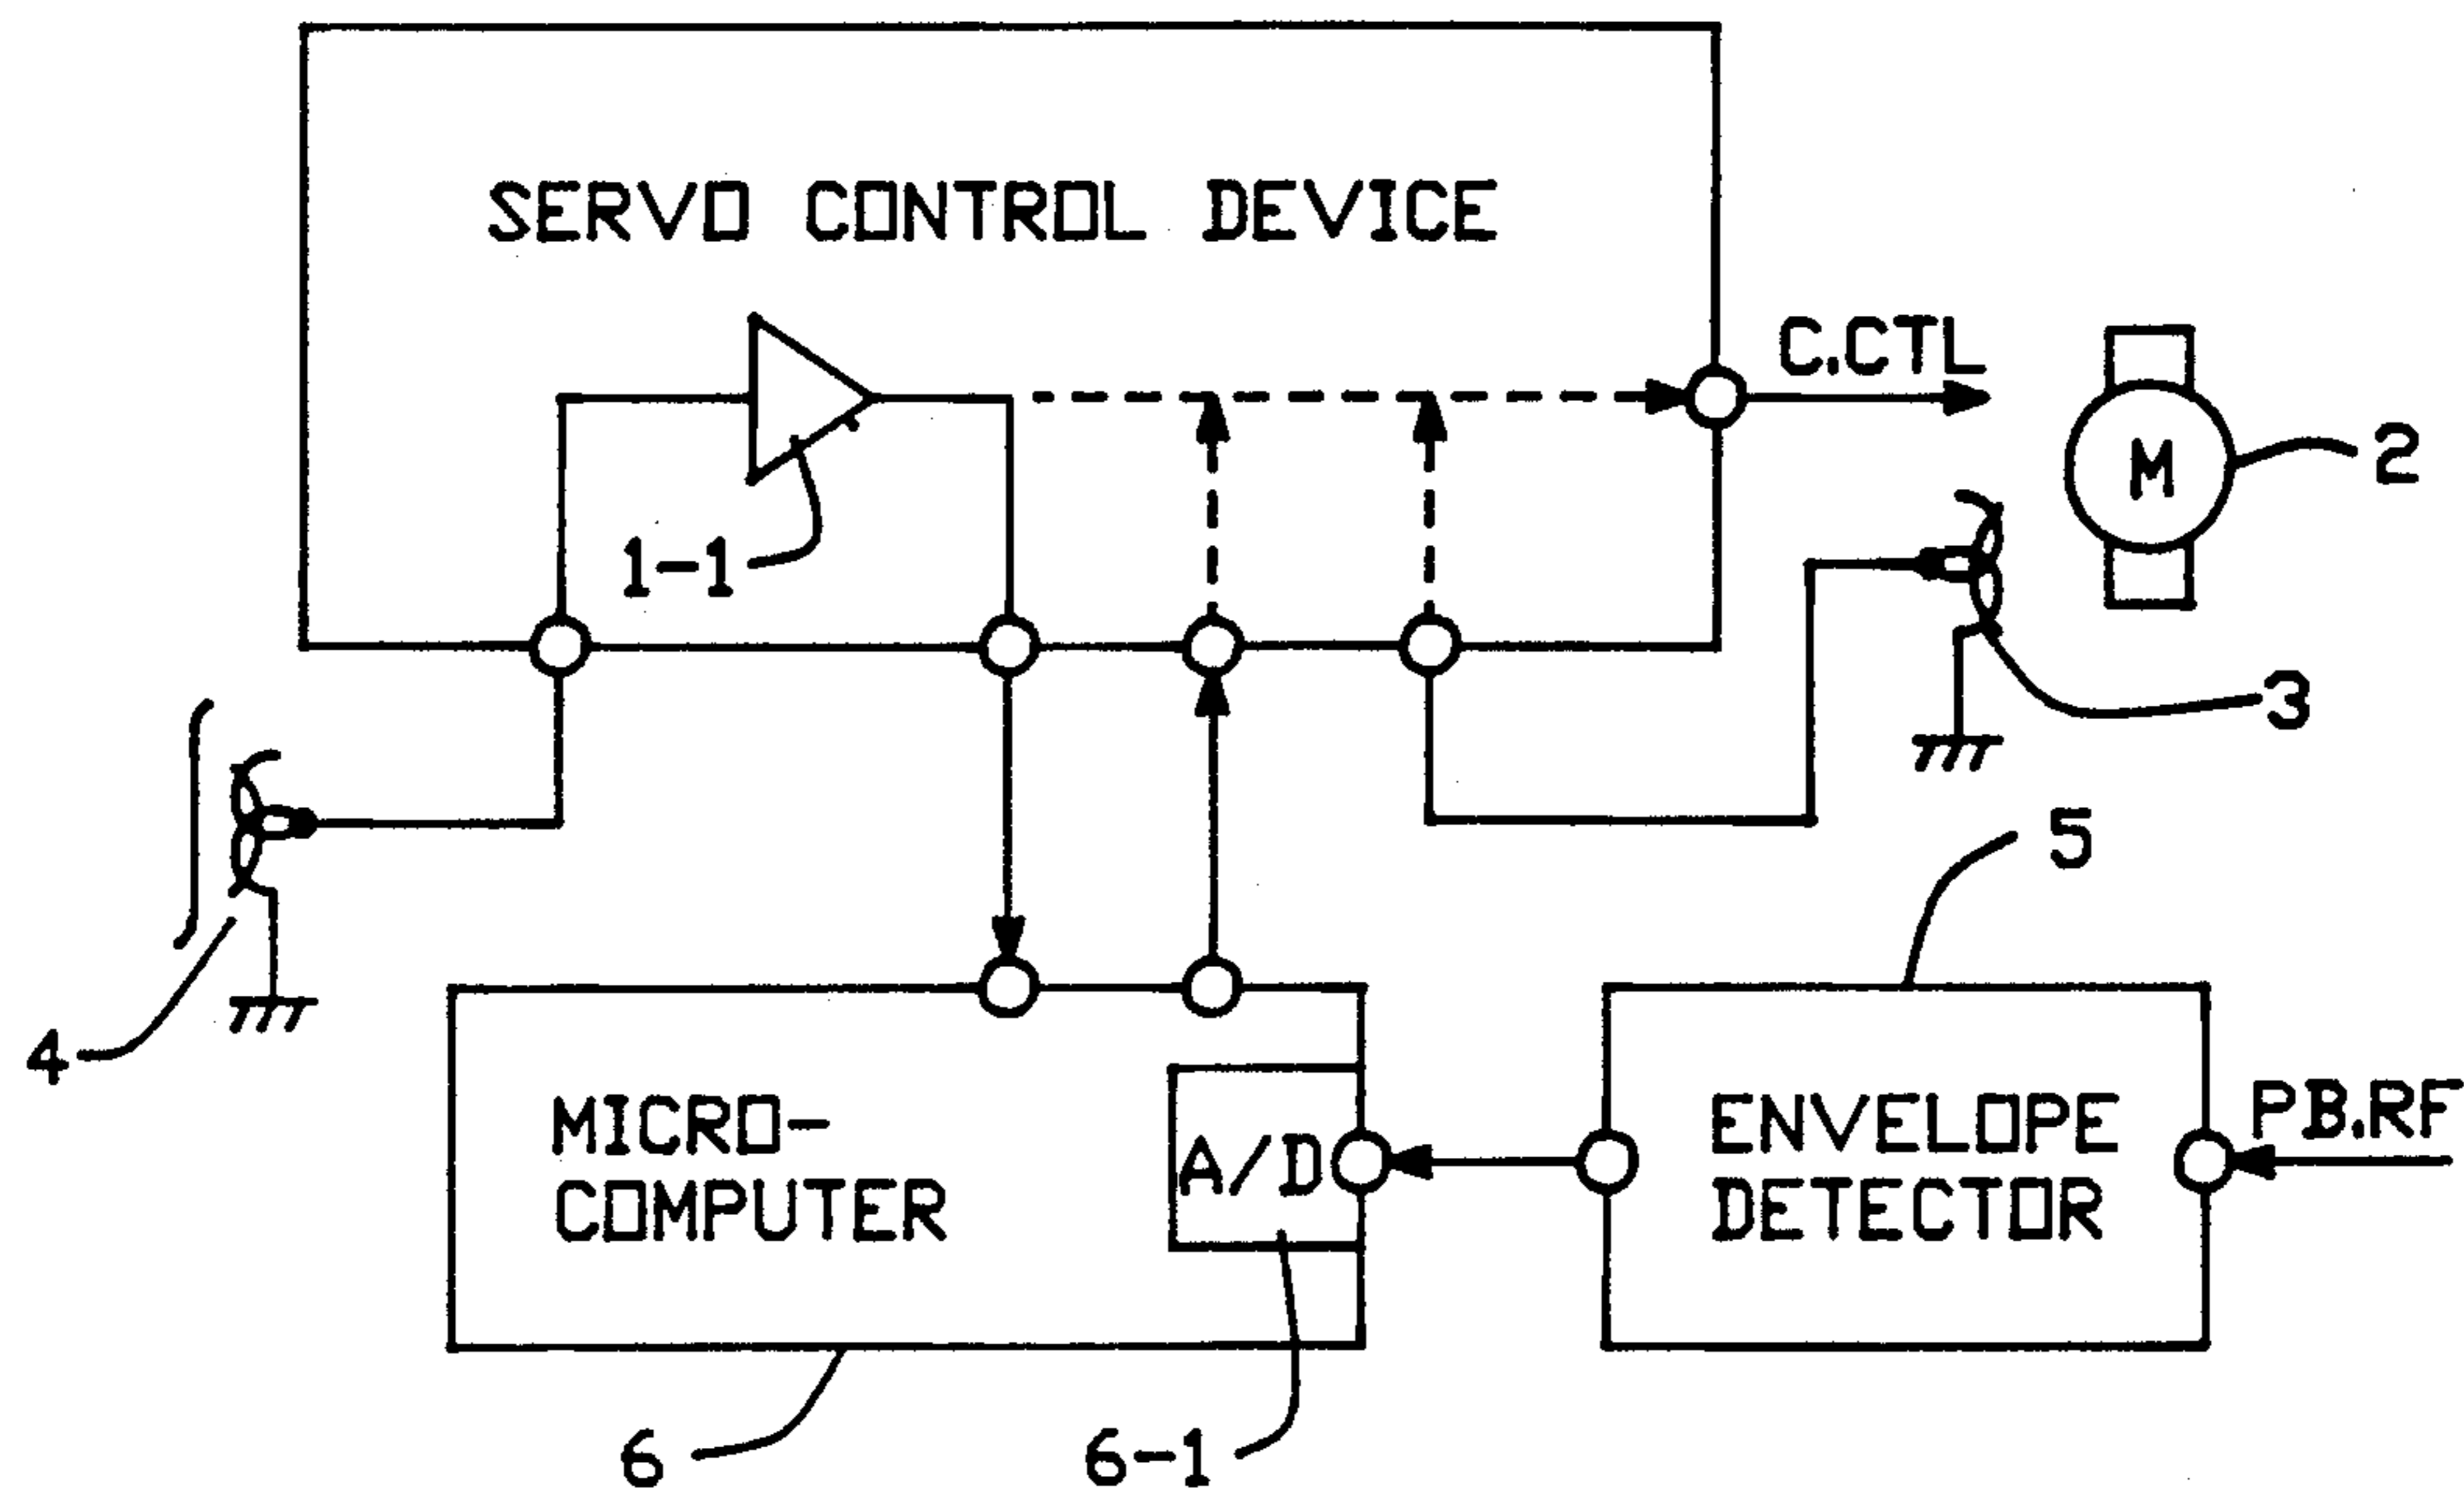 SERVO CONTROL DEVICE
C.CTL
M
2
1-1
3
4
5
MICRO-
COMPUTER
A/D
ENVELOPE
DETECTOR
P.B.RF
6
6-1